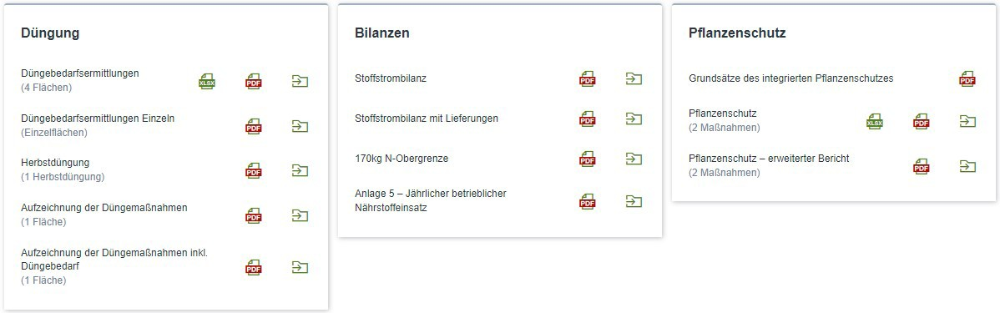 Düngung
Düngebedarfsermittlungen
(4 Flächen)
XLSX
PDF
Düngebedarfsermittlungen Einzeln
(Einzelflächen)
PDF
Herbstdüngung
(1 Herbstdüngung)
PDF
Aufzeichnung der Düngemaßnahmen
(1 Fläche)
PDF
Aufzeichnung der Düngemaßnahmen inkl.
Düngebedarf
(1 Fläche)
PDF
Bilanzen
Stoffstrombilanz
PDF
Stoffstrombilanz mit Lieferungen
PDF
170kg N-Obergrenze
PDF
Anlage 5 – Jährlicher betrieblicher
Nährstoffeinsatz
PDF
Pflanzenschutz
Grundsätze des integrierten Pflanzenschutzes
PDF
Pflanzenschutz
(2 Maßnahmen)
XLSX
PDF
Pflanzenschutz – erweiterter Bericht
(2 Maßnahmen)
PDF